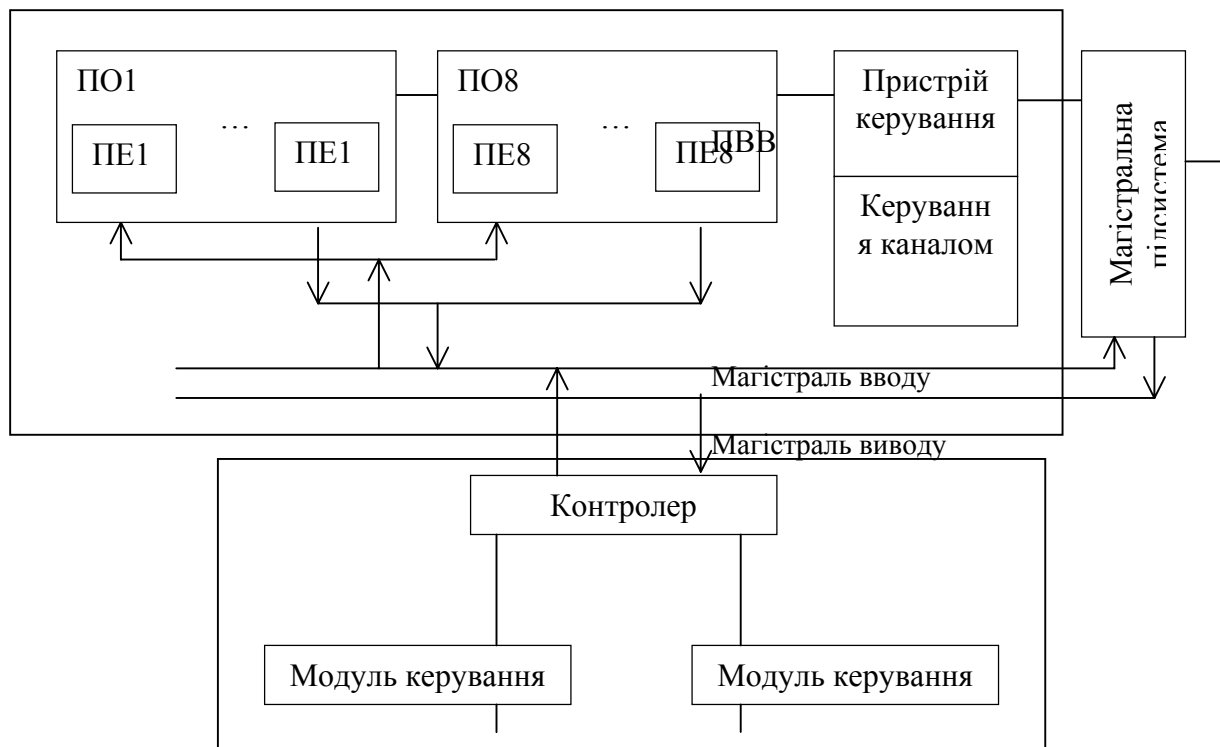 ПО1
ПО8
Пристрій
керування
Магістральна
підсистема
…
…
ПЕ1
ПЕ1
ПЕ8
ПЕ8
ПВВ
Керуванн
я каналом
Магістраль вводу
Магістраль виводу
Контролер
Модуль керування
Модуль керування